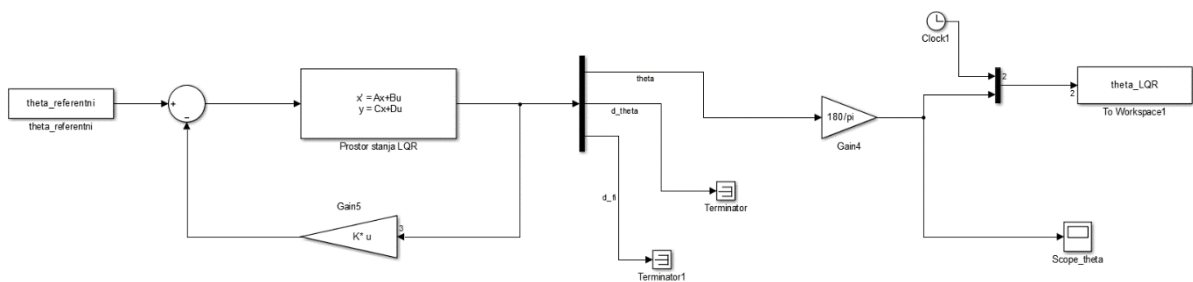 Clock1
theta_referentni
theta_referentni
+
−
x' = Ax+Bu
y = Cx+Du
Prostor stanja LQR
theta
d_theta
d_fi
180/pi
Gain4
2
2
theta_LQR
To Workspace1
Gain5
K* u
3
Terminator
Terminator1
Scope_theta